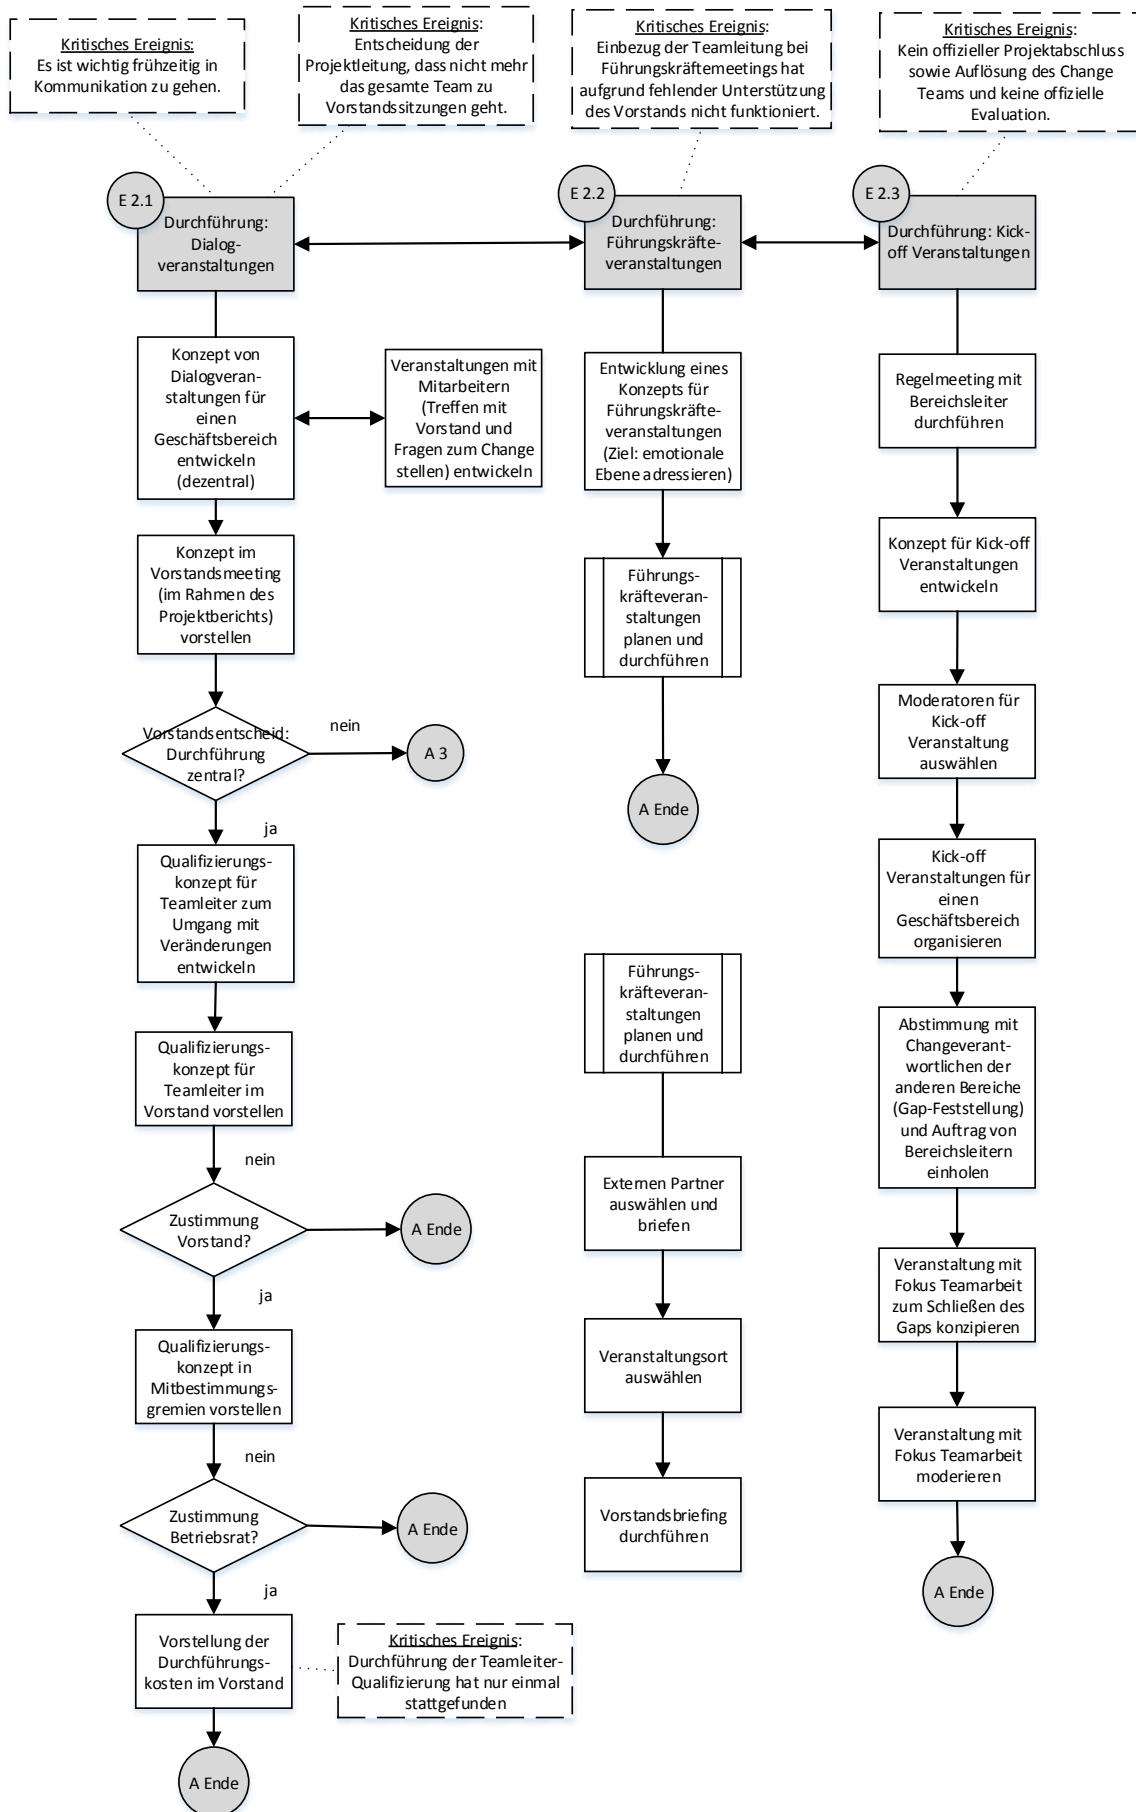 Kritisches Ereignis:
Es ist wichtig frühzeitig in
Kommunikation zu gehen.
Kritisches Ereignis:
Entscheidung der
Projektleitung, dass nicht mehr
das gesamte Team zu
Vorstandssitzungen geht.
Kritisches Ereignis:
Einbezug der Teamleitung bei
Führungskräftemeetings hat
aufgrund fehlender Unterstützung
des Vorstands nicht funktioniert.
Kritisches Ereignis:
Kein offizieller Projektabschluss
sowie Auflösung des Change
Teams und keine offizielle
Evaluation.
E 2.1
Durchführung:
Dialog-
veranstaltungen
Konzept von
Dialogveran-
staltungen für
einen
Geschäftsbereich
entwickeln
(dezentral)
Veranstaltungen mit
Mitarbeitern
(Treffen mit
Vorstand und
Fragen zum Change
stellen) entwickeln
Konzept im
Vorstandsmeeting
(im Rahmen des
Projektberichts)
vorstellen
Vorstandsentscheid:
Durchführung
zentral?
nein
A 3
ja
Qualifizierungs-
konzept für
Teamleiter zum
Umgang mit
Veränderungen
entwickeln
Qualifizierungs-
konzept für
Teamleiter im
Vorstand vorstellen
nein
Zustimmung
Vorstand?
A Ende
ja
Qualifizierungs-
konzept in
Mitbestimmungs-
gremien vorstellen
nein
Zustimmung
Betriebsrat?
A Ende
ja
Vorstellung der
Durchführungs-
kosten im Vorstand
Kritisches Ereignis:
Durchführung der Teamleiter-
Qualifizierung hat nur einmal
stattgefunden
A Ende
E 2.2
Durchführung:
Führungskräfte-
veranstaltungen
Entwicklung eines
Konzepts für
Führungskräfte-
veranstaltungen
(Ziel: emotionale
Ebene adressieren)
Führungs-
kräfteveran-
staltungen
planen und
durchführen
A Ende
Führungs-
kräfteveran-
staltungen
planen und
durchführen
Externen Partner
auswählen und
briefen
Veranstaltungsort
auswählen
Vorstandsbriefing
durchführen
E 2.3
Durchführung: Kick-
off Veranstaltungen
Regelmeeting mit
Bereichsleiter
durchführen
Konzept für Kick-off
Veranstaltungen
entwickeln
Moderatoren für
Kick-off
Veranstaltung
auswählen
Kick-off
Veranstaltungen für
einen
Geschäftsbereich
organisieren
Abstimmung mit
Changeverant-
wortlichen der
anderen Bereiche
(Gap-Feststellung)
und Auftrag von
Bereichsleitern
einholen
Veranstaltung mit
Fokus Teamarbeit
zum Schließen des
Gaps konzipieren
Veranstaltung mit
Fokus Teamarbeit
moderieren
A Ende